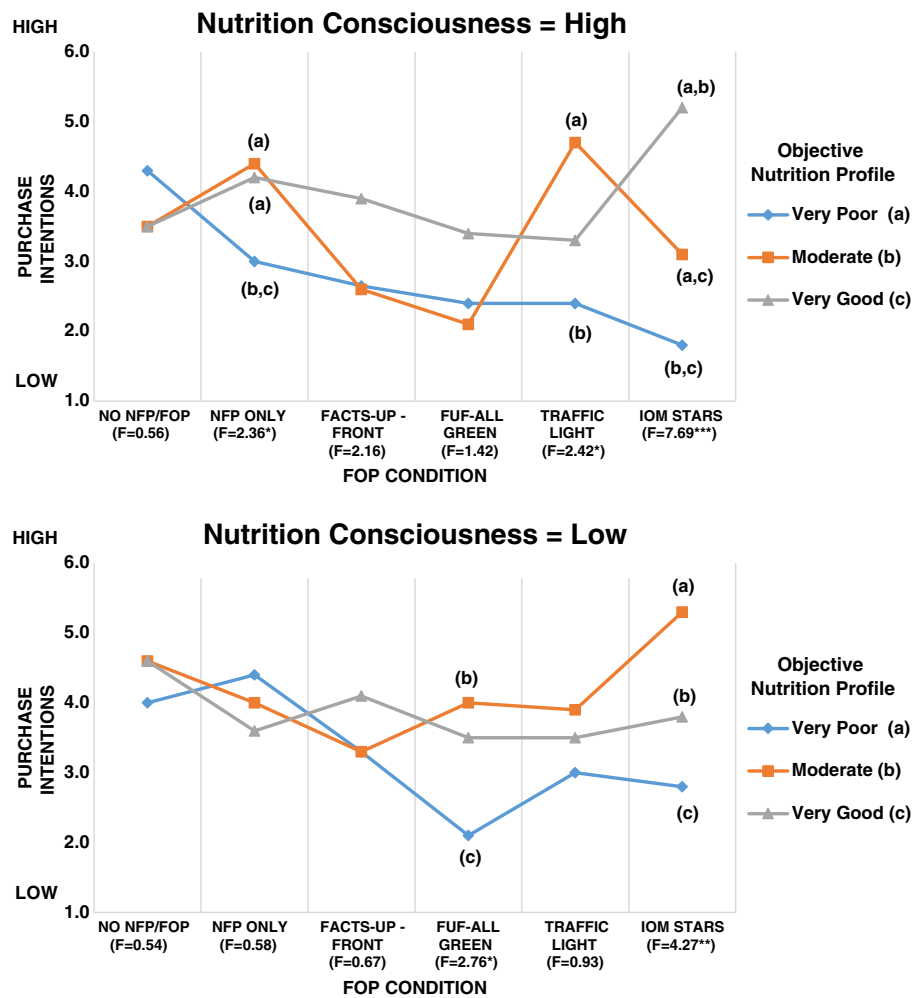 HIGH
Nutrition Consciousness = High
6.0
5.0
4.0
3.0
2.0
LOW
1.0
PURCHASE
INTENTIONS
(a)
(a)
(b,c)
(a)
(b)
(a,b)
(a,c)
(b,c)
Objective
Nutrition Profile
Very Poor (a)
Moderate (b)
Very Good (c)
NO NFP/FOP
(F=0.56)
NFP ONLY
(F=2.36*)
FACTS-UP -
FRONT
(F=2.16)
FUF-ALL
GREEN
(F=1.42)
TRAFFIC
LIGHT
(F=2.42*)
IOM STARS
(F=7.69***)
FOP CONDITION
HIGH
Nutrition Consciousness = Low
6.0
5.0
4.0
3.0
2.0
LOW
1.0
PURCHASE
INTENTIONS
(b)
(c)
(a)
(b)
(c)
Objective
Nutrition Profile
Very Poor (a)
Moderate (b)
Very Good (c)
NO NFP/FOP
(F=0.54)
NFP ONLY
(F=0.58)
FACTS-UP -
FRONT
(F=0.67)
FUF-ALL
GREEN
(F=2.76*)
TRAFFIC
LIGHT
(F=0.93)
IOM STARS
(F=4.27**)
FOP CONDITION